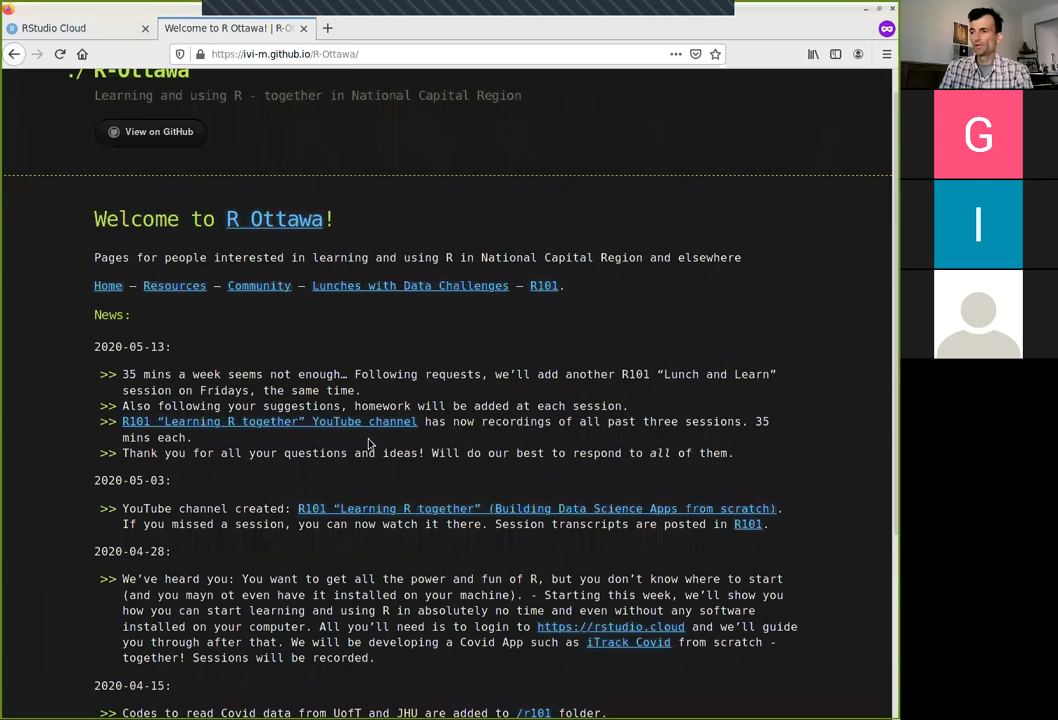 RStudio Cloud
Welcome to R Ottawa! | R-O
https://ivi-m.github.io/R-Ottawa/
./ R-Ottawa
Learning and using R - together in National Capital Region
View on GitHub
Welcome to R Ottawa!
Pages for people interested in learning and using R in National Capital Region and elsewhere
Home — Resources — Community — Lunches with Data Challenges — R101.
News:
2020-05-13:
>> 35 mins a week seems not enough… Following requests, we’ll add another R101 “Lunch and Learn”
session on Fridays, the same time.
>> Also following your suggestions, homework will be added at each session.
>> R101 “Learning R together” YouTube channel has now recordings of all past three sessions. 35
mins each.
>> Thank you for all your questions and ideas! Will do our best to respond to all of them.
2020-05-03:
>> YouTube channel created: R101 “Learning R together” (Building Data Science Apps from scratch).
If you missed a session, you can now watch it there. Session transcripts are posted in R101.
2020-04-28:
>> We’ve heard you: You want to get all the power and fun of R, but you don’t know where to start
(and you mayn ot even have it installed on your machine). - Starting this week, we’ll show you
how you can start learning and using R in absolutely no time and even without any software
installed on your computer. All you’ll need is to login to https://rstudio.cloud and we’ll guide
you through after that. We will be developing a Covid App such as iTrack Covid from scratch -
together! Sessions will be recorded.
2020-04-15:
>> Codes to read Covid data from UofT and JHU are added to /r101 folder.
G
I